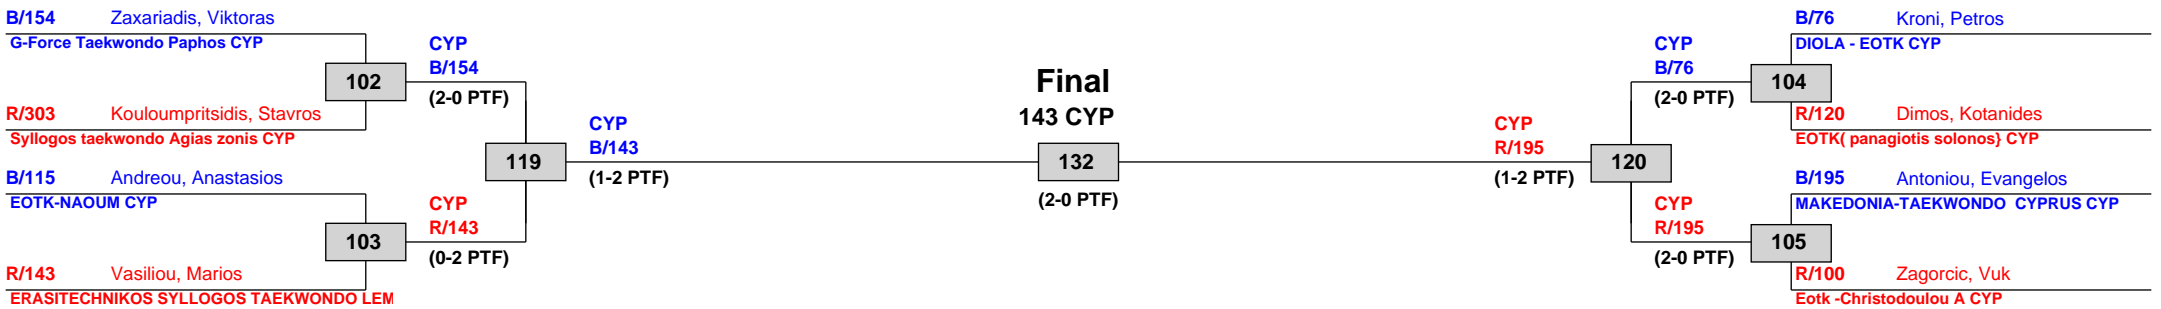 B/154 Zaxariadis, Viktoras
G-Force Taekwondo Paphos CYP
102
R/303 Kouloumpritsidis, Stavros
Syllogos taekwondo Agias zonis CYP
B/115 Andreou, Anastasios
EOTK-NAOUM CYP
103
R/143 Vasiliou, Marios
ERASITECHNIKOS SYLLOGOS TAEKWONDO LEM
CYP
B/154
(2-0 PTF)
119
CYP
R/143
(0-2 PTF)
CYP
B/143
(1-2 PTF)
Final
143 CYP
132
(2-0 PTF)
CYP
R/195
(1-2 PTF)
120
CYP
B/76
(2-0 PTF)
CYP
R/195
(2-0 PTF)
B/76 Kroni, Petros
DIOLA - EOTK CYP
104
R/120 Dimos, Kotanides
EOTK( panagiotis solonos} CYP
B/195 Antoniou, Evangelos
MAKEDONIA-TAEKWONDO CYPRUS CYP
105
R/100 Zagorcic, Vuk
Eotk -Christodoulou A CYP